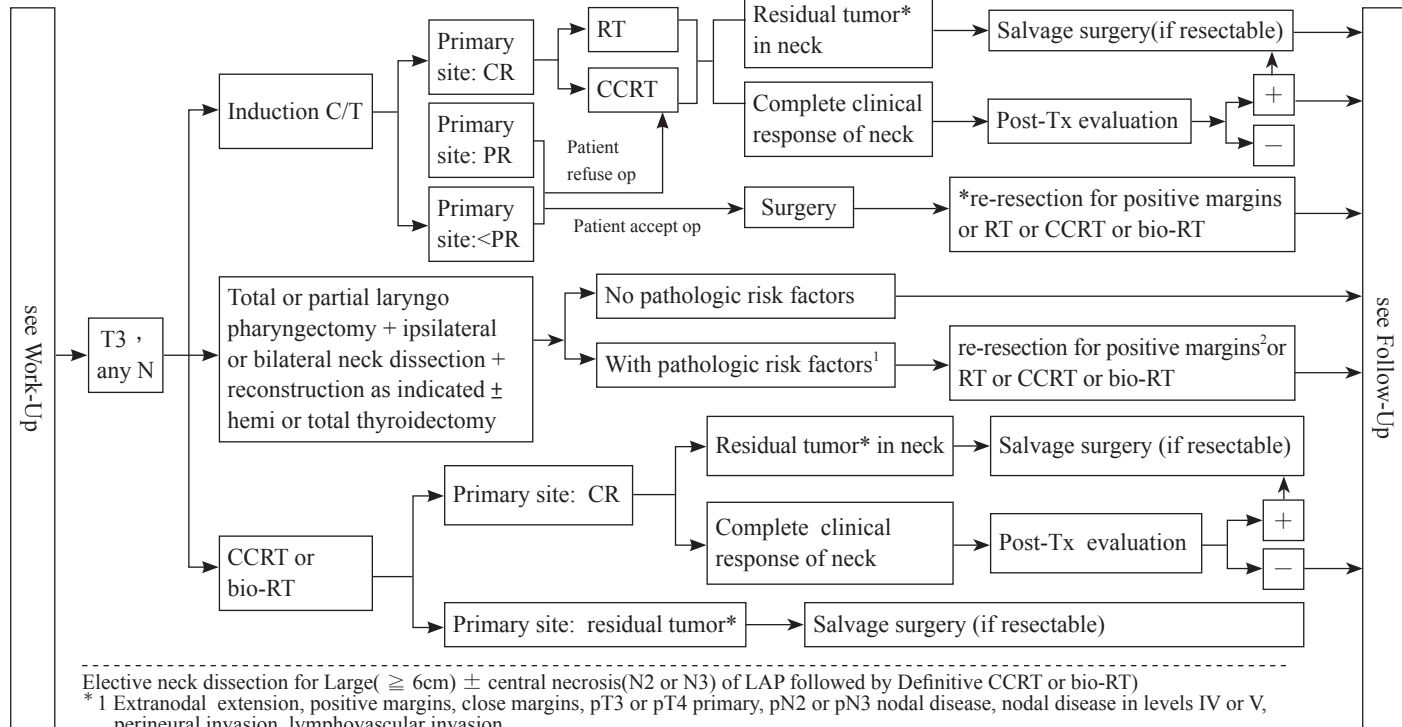 see Work-Up
T3，
any N
Induction C/T
Primary
site: CR
Primary
site: PR
Primary
site:<PR
RT
CCRT
Patient
refuse op
Patient accept op
Residual tumor*
in neck
Complete clinical
response of neck
Salvage surgery(if resectable)
Post-Tx evaluation
+
−
Surgery
*re-resection for positive margins
or RT or CCRT or bio-RT
Total or partial laryngo
pharyngectomy + ipsilateral
or bilateral neck dissection +
reconstruction as indicated ±
hemi or total thyroidectomy
No pathologic risk factors
With pathologic risk factors1
re-resection for positive margins2or
RT or CCRT or bio-RT
CCRT or
bio-RT
Primary site: CR
Residual tumor* in neck
Salvage surgery (if resectable)
Complete clinical
response of neck
Post-Tx evaluation
+
−
Primary site: residual tumor*
Salvage surgery (if resectable)
see Follow-Up
Elective neck dissection for Large( ≧ 6cm) ± central necrosis(N2 or N3) of LAP followed by Definitive CCRT or bio-RT)
* 1 Extranodal extension, positive margins, close margins, pT3 or pT4 primary, pN2 or pN3 nodal disease, nodal disease in levels IV or V,
perineural invasion, lymphovascular invasion